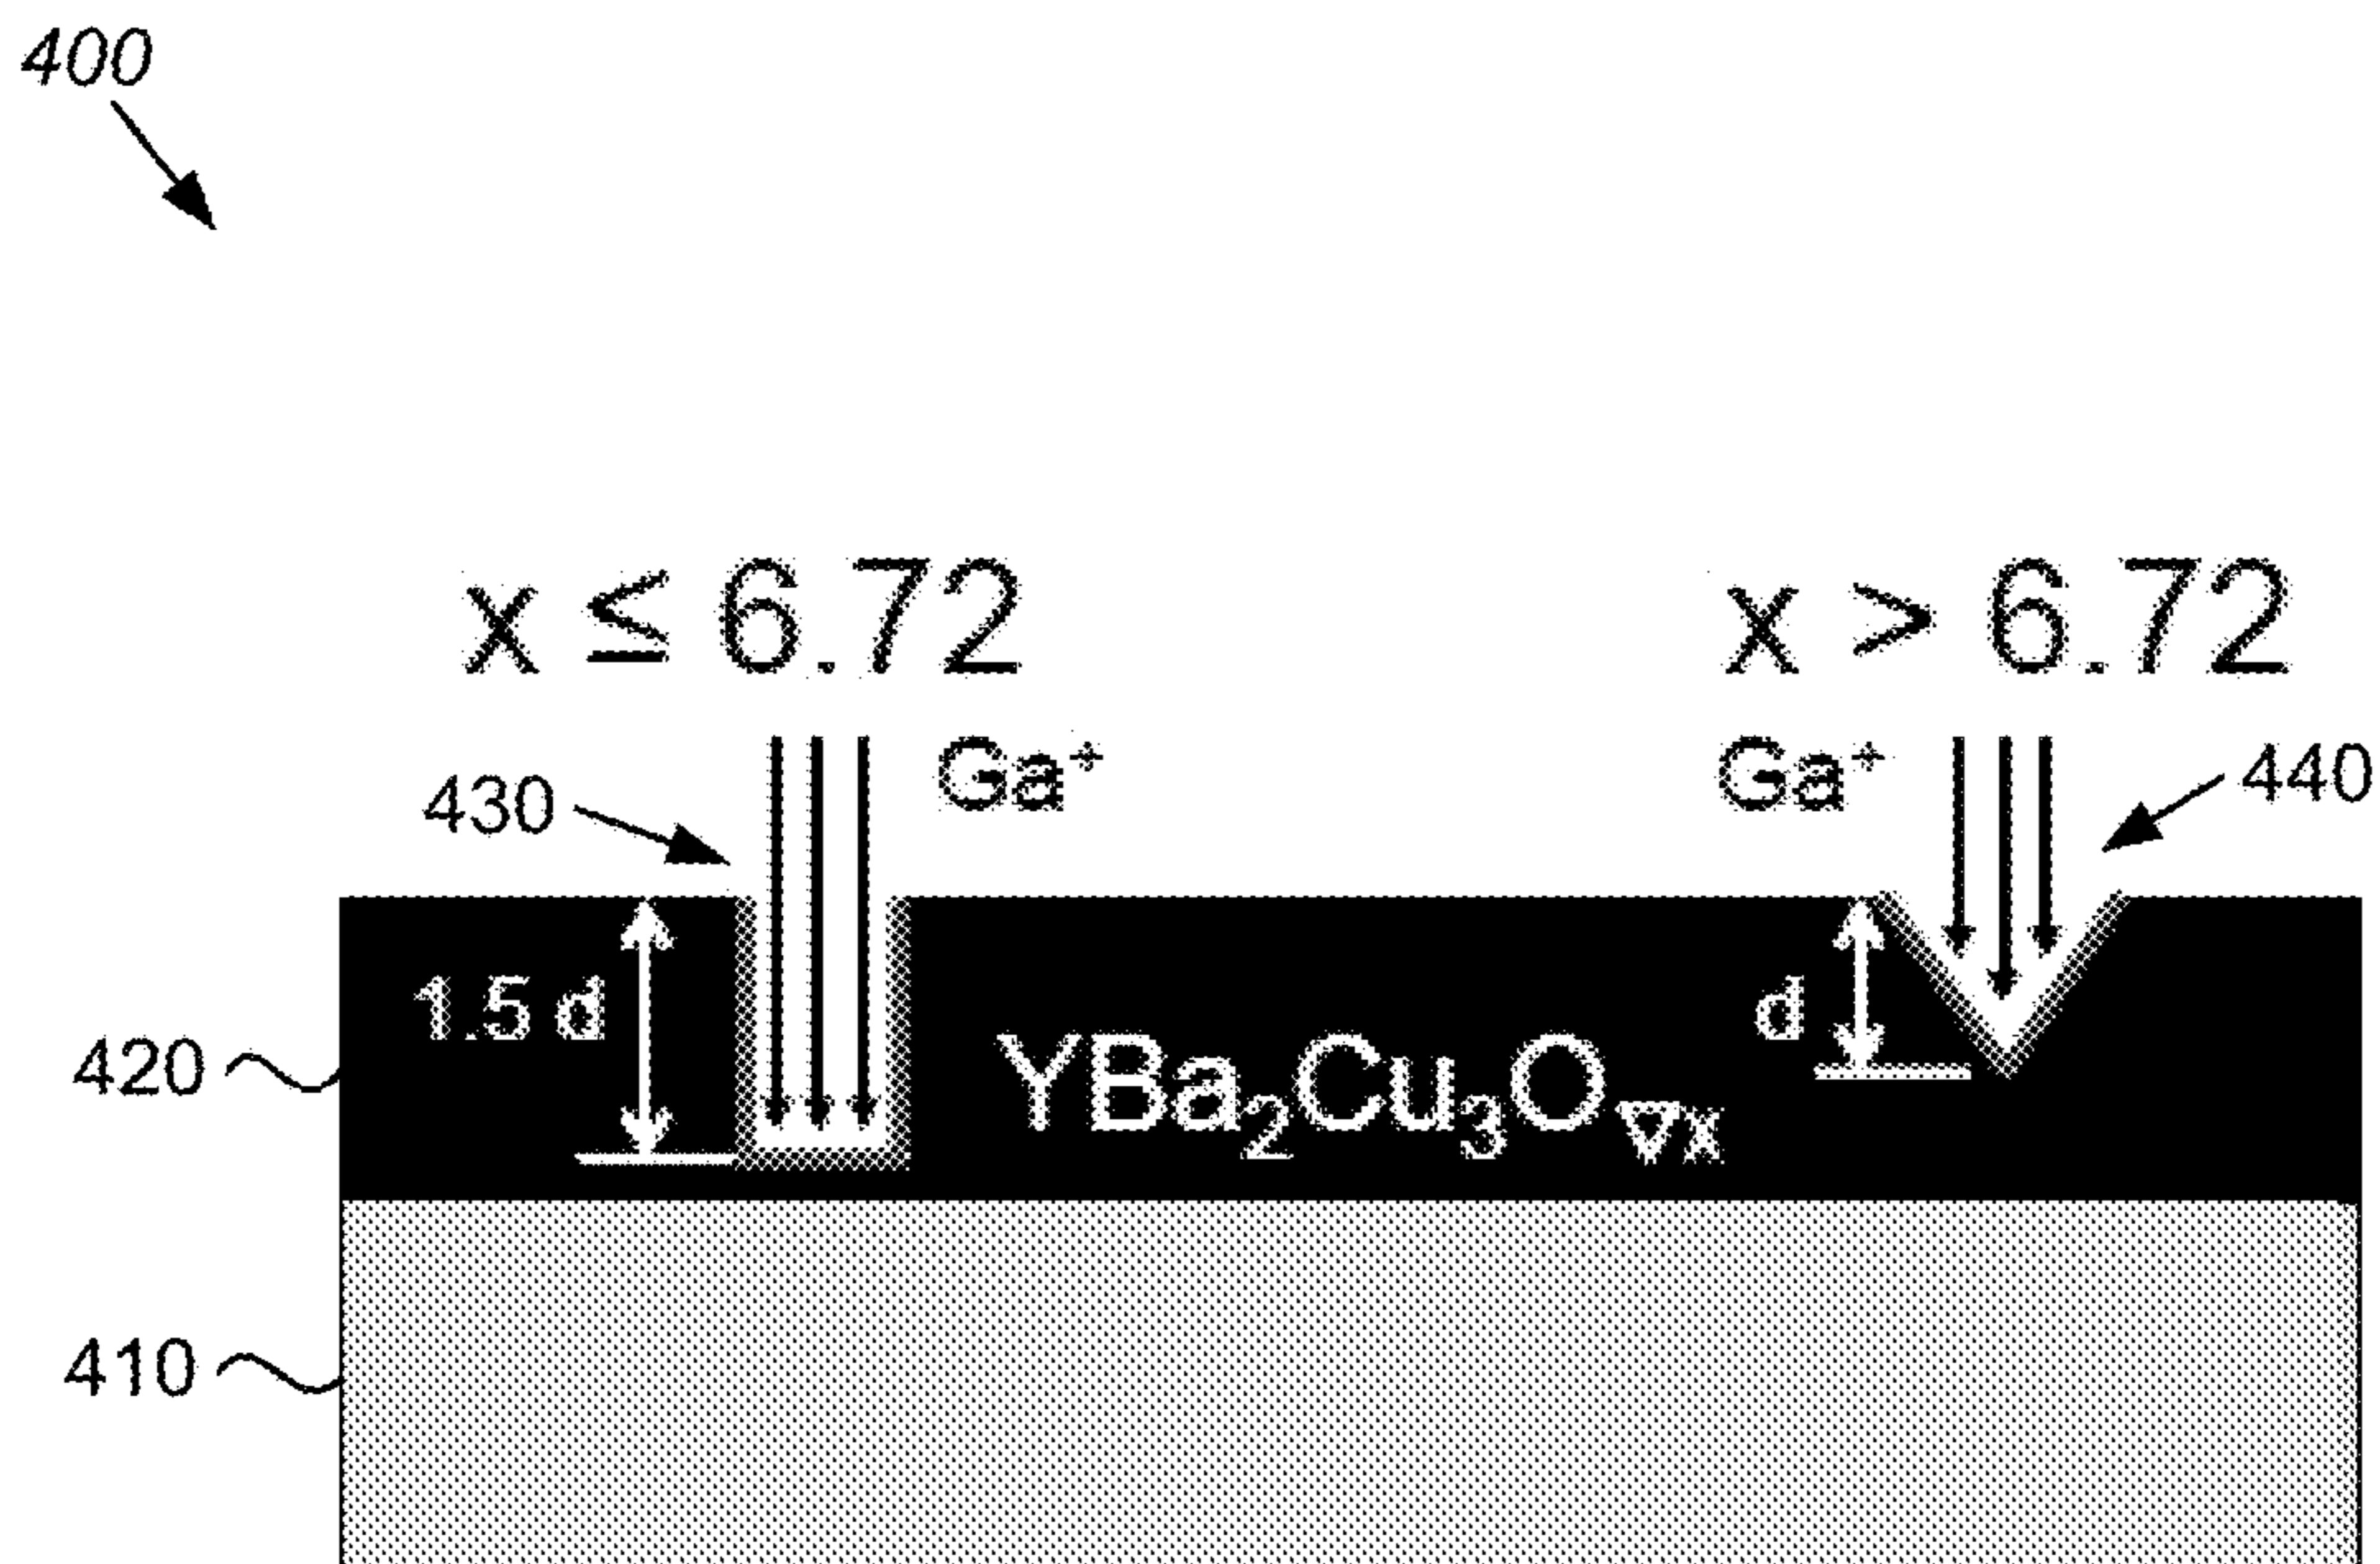 400
x ≤ 6.72
x > 6.72
430
Ga⁺
Ga⁺
440
1.5 d
d
420
YBa₂Cu₃O∇x
410